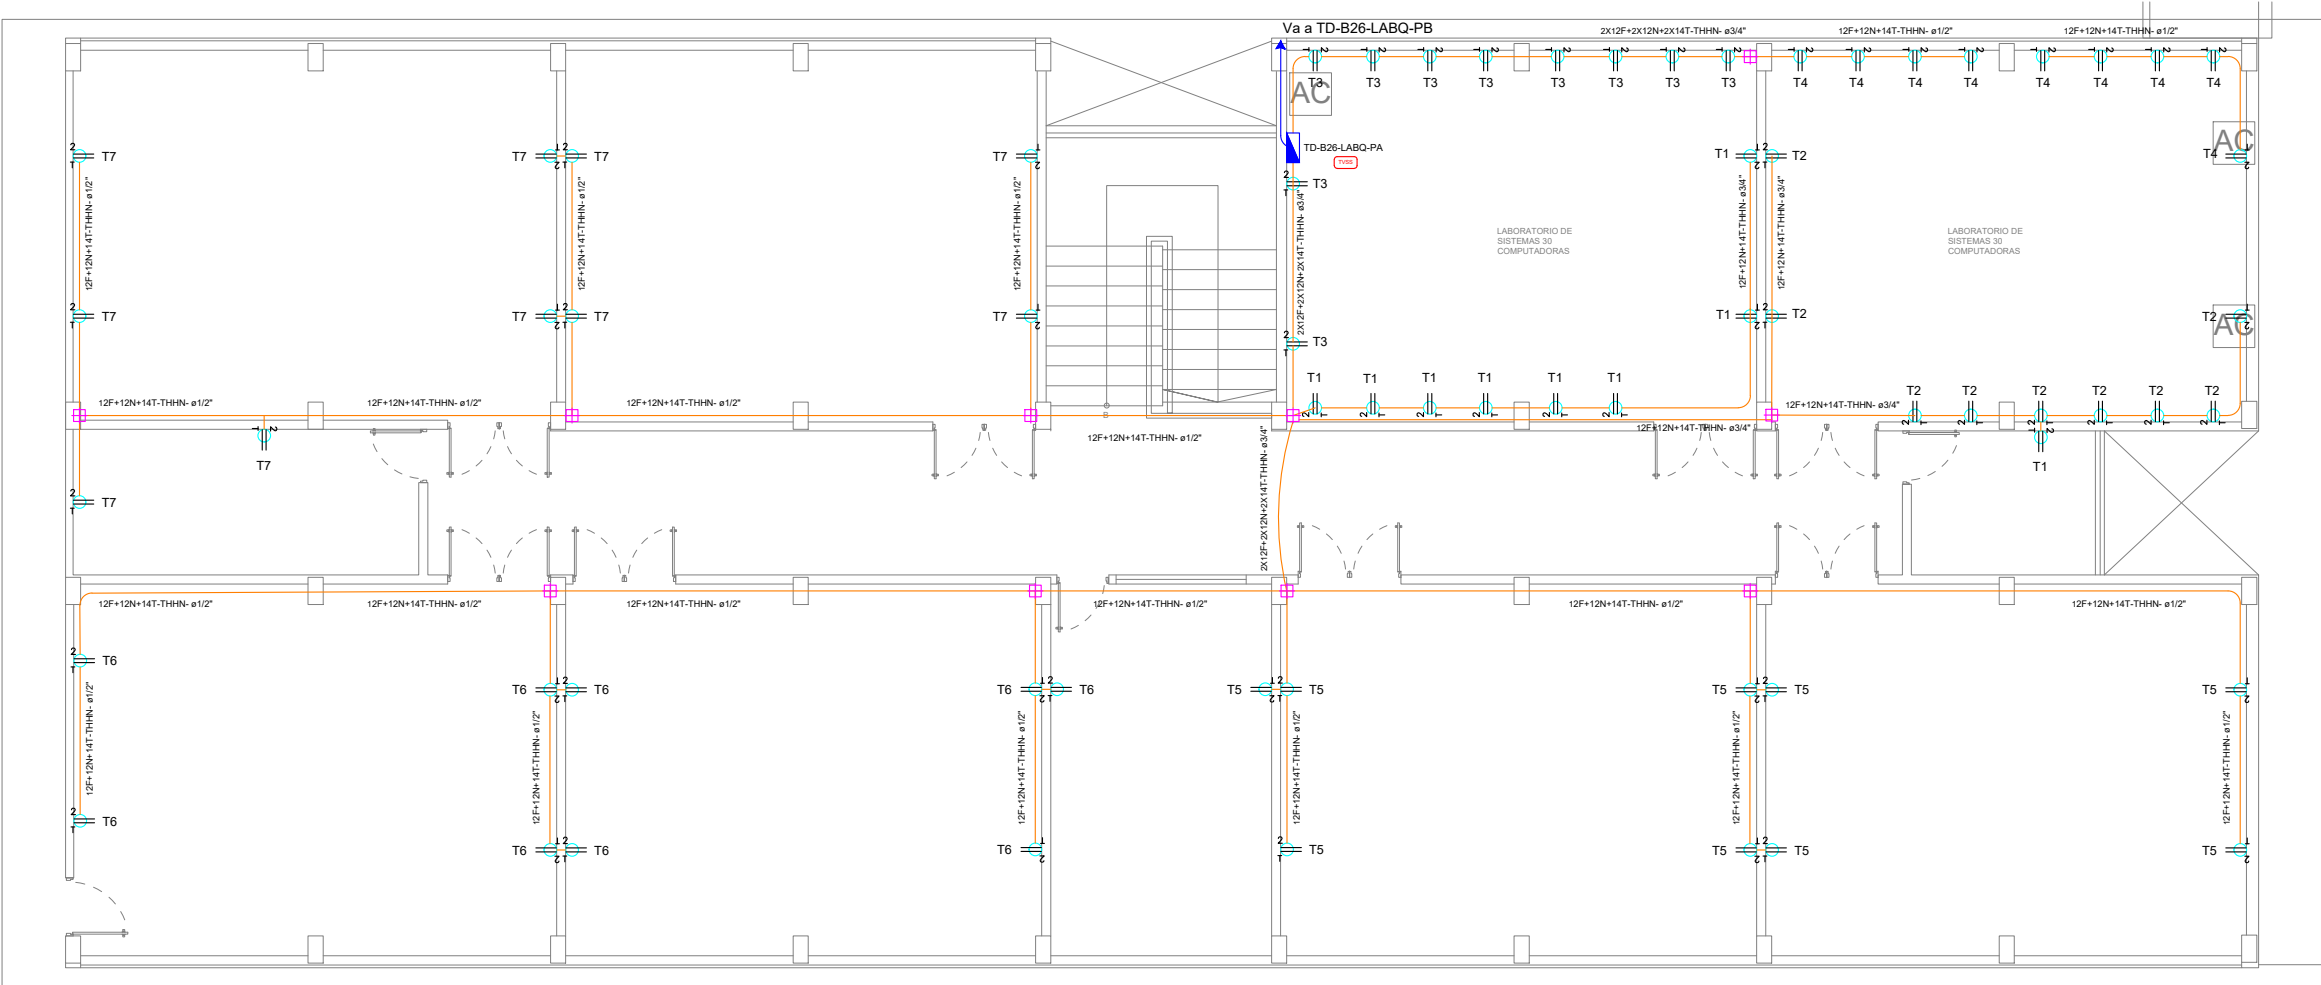 Va a TD-B26-LABQ-PB
2X12F+2X12N+2X14T-THHN- ø3/4"
12F+12N+14T-THHN- ø1/2"
12F+12N+14T-THHN- ø1/2"
T3 T3 T3 T3 T3 T3 T3 T3 T4 T4 T4 T4 T4 T4 T4 T4
AC
TD-B26-LABQ-PA
TVSS
AC
T7 T7 T7 T7 T1 T2 T4
T3
12F+12N+14T-THHN- ø1/2"
12F+12N+14T-THHN- ø1/2"
12F+12N+14T-THHN- ø1/2"
2X12F+2X12N+2X14T-THHN- ø3/4"
12F+12N+14T-THHN- ø3/4"
12F+12N+14T-THHN- ø3/4"
LABORATORIO DE
SISTEMAS 30
COMPUTADORAS
LABORATORIO DE
SISTEMAS 30
COMPUTADORAS
T7 T7 T7 T7 T1 T2 T2
AC
T3
T1 T1 T1 T1 T1 T1 T2 T2 T2 T2 T2 T2
12F+12N+14T-THHN- ø1/2"
12F+12N+14T-THHN- ø1/2"
12F+12N+14T-THHN- ø1/2"
12F+12N+14T-THHN- ø3/4"
B
12F+12N+14T-THHN- ø1/2"
12F+12N+14T-THHN- ø3/4"
2X12F+2X12N+2X14T-THHN- ø3/4"
T7
T1
T7
12F+12N+14T-THHN- ø1/2"
12F+12N+14T-THHN- ø1/2"
12F+12N+14T-THHN- ø1/2"
12F+12N+14T-THHN- ø1/2"
12F+12N+14T-THHN- ø1/2"
12F+12N+14T-THHN- ø1/2"
T6
T6 T6 T6 T6 T5 T5 T5 T5 T5
12F+12N+14T-THHN- ø1/2"
12F+12N+14T-THHN- ø1/2"
12F+12N+14T-THHN- ø1/2"
12F+12N+14T-THHN- ø1/2"
12F+12N+14T-THHN- ø1/2"
12F+12N+14T-THHN- ø1/2"
T6
T6 T6 T6 T5 T5 T5 T5